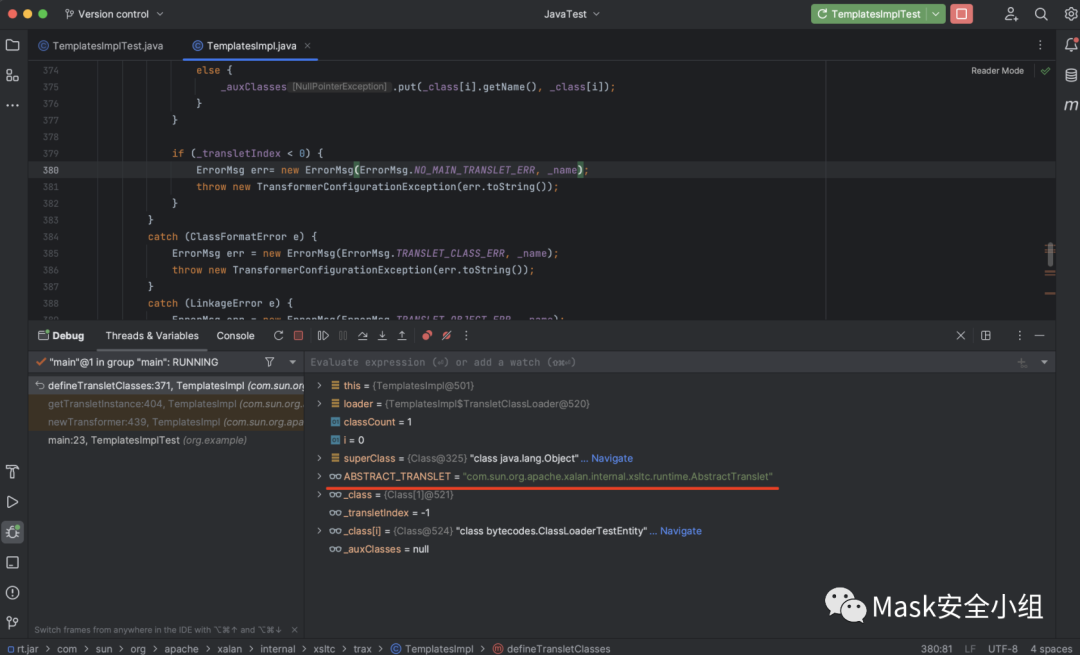 Version control
JavaTest
TemplatesImplTest
TemplatesImplTest.java
TemplatesImpl.java
374 else {
Reader Mode
375 _auxClasses [NullPointerException] .put(_class[i].getName(), _class[i]);
376 }
377 }
378
379 if (_transletIndex < 0) {
380 ErrorMsg err= new ErrorMsg(ErrorMsg.NO_MAIN_TRANSLET_ERR, _name);
381 throw new TransformerConfigurationException(err.toString());
382 }
383 }
384 catch (ClassFormatError e) {
385 ErrorMsg err = new ErrorMsg(ErrorMsg.TRANSLET_CLASS_ERR, _name);
386 throw new TransformerConfigurationException(err.toString());
387 }
388 catch (LinkageError e) {
ErrorMsg err = new ErrorMsg(ErrorMsg.TRANSLET_OBJECT_ERR, _name);
Debug
Threads & Variables
Console
"main"@1 in group "main": RUNNING
Evaluate expression (⏎) or add a watch (⇧⌘⏎)
defineTransletClasses:371, TemplatesImpl (com.sun.org
getTransletInstance:404, TemplatesImpl (com.sun.org.
newTransformer:439, TemplatesImpl (com.sun.org.apa
main:23, TemplatesImplTest (org.example)
this = {TemplatesImpl@501}
loader = {TemplatesImpl$TransletClassLoader@520}
classCount = 1
i = 0
superClass = {Class@325} "class java.lang.Object" ... Navigate
ABSTRACT_TRANSLET = "com.sun.org.apache.xalan.internal.xsltc.runtime.AbstractTranslet"
_class = {Class[1]@521}
_transletIndex = -1
_class[i] = {Class@524} "class bytecodes.ClassLoaderTestEntity" ... Navigate
_auxClasses = null
Mask安全小组
Switch frames from anywhere in the IDE with ⌥⌘↑ and ⌥⌘↓
rt.jar > com > sun > org > apache > xalan > internal > xsltc > trax > TemplatesImpl > defineTransletClasses
380:81 LF UTF-8 4 spaces